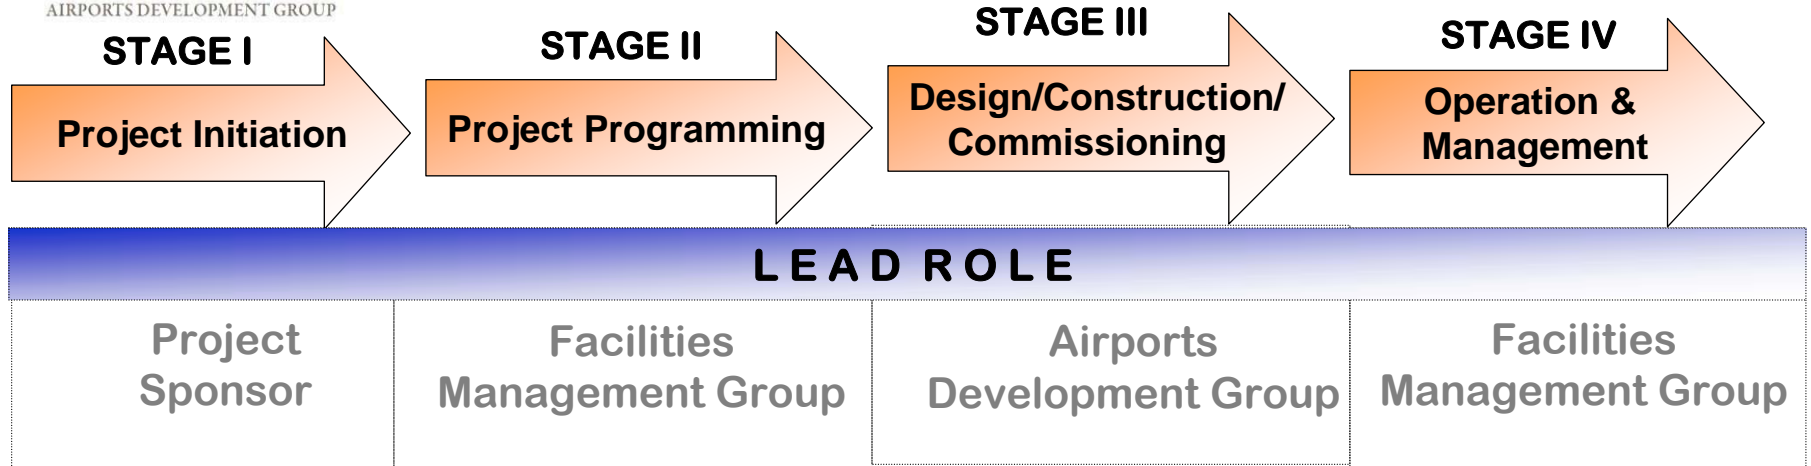 AIRPORTS DEVELOPMENT GROUP
STAGE I
Project Initiation
STAGE II
Project Programming
STAGE III
Design/Construction/
Commissioning
STAGE IV
Operation &
Management
LEAD ROLE
Project
Sponsor
Facilities
Management Group
Airports
Development Group
Facilities
Management Group